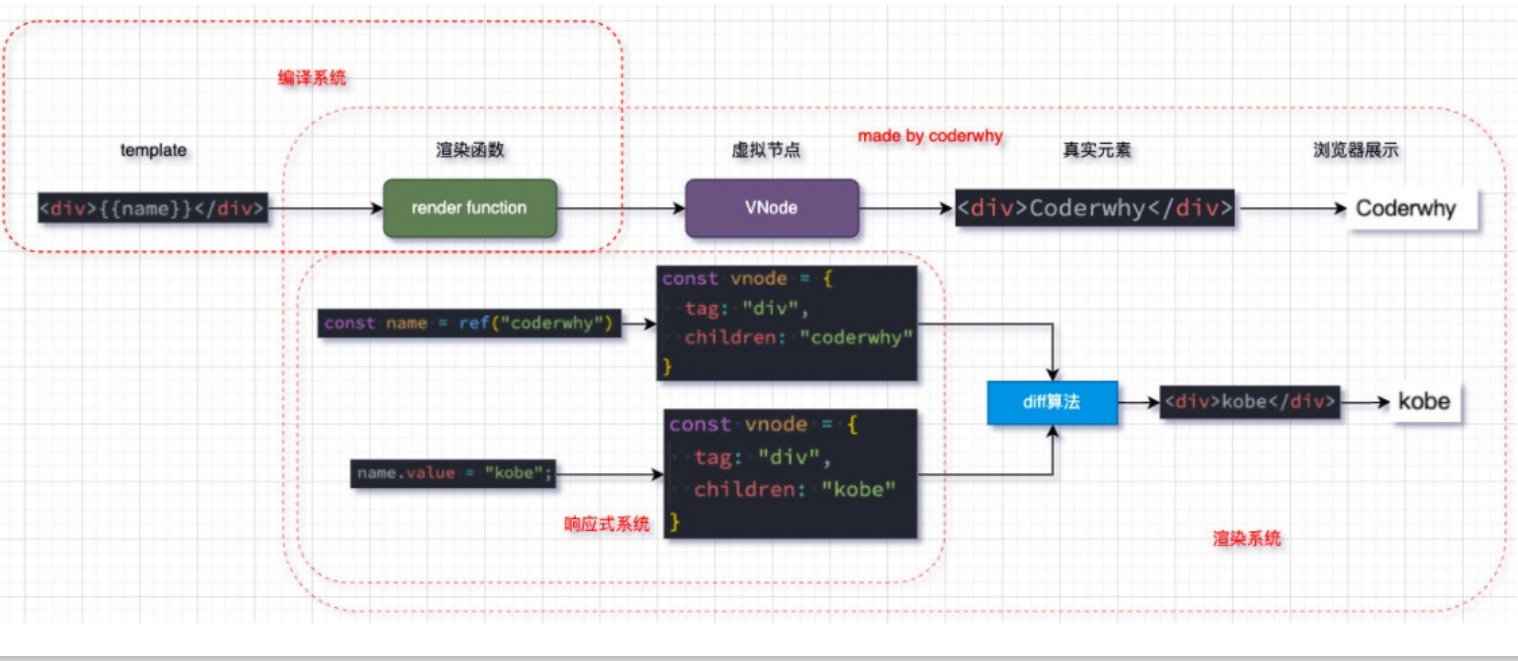 编译系统
made by coderwhy
template
渲染函数
虚拟节点
真实元素
浏览器展示
<div>{{name}}</div>
render function
VNode
<div>Coderwhy</div>
Coderwhy
const name = ref("coderwhy")
const vnode = {
tag: "div",
children: "coderwhy"
}
diff算法
<div>kobe</div>
kobe
name.value = "kobe";
const vnode = {
tag: "div",
children: "kobe"
}
响应式系统
渲染系统